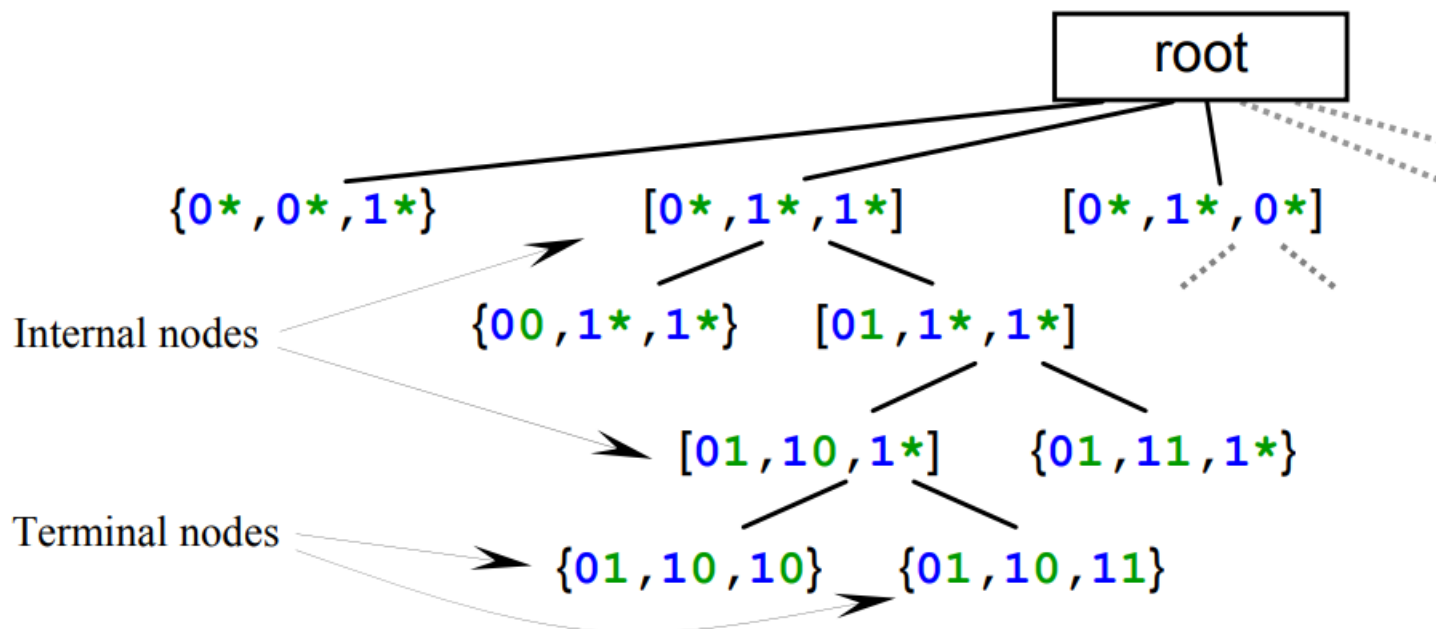 root
{0*,0*,1*} [0*,1*,1*] [0*,1*,0*]
Internal nodes {00,1*,1*} [01,1*,1*]
[01,10,1*] {01,11,1*}
Terminal nodes
{01,10,10} {01,10,11}